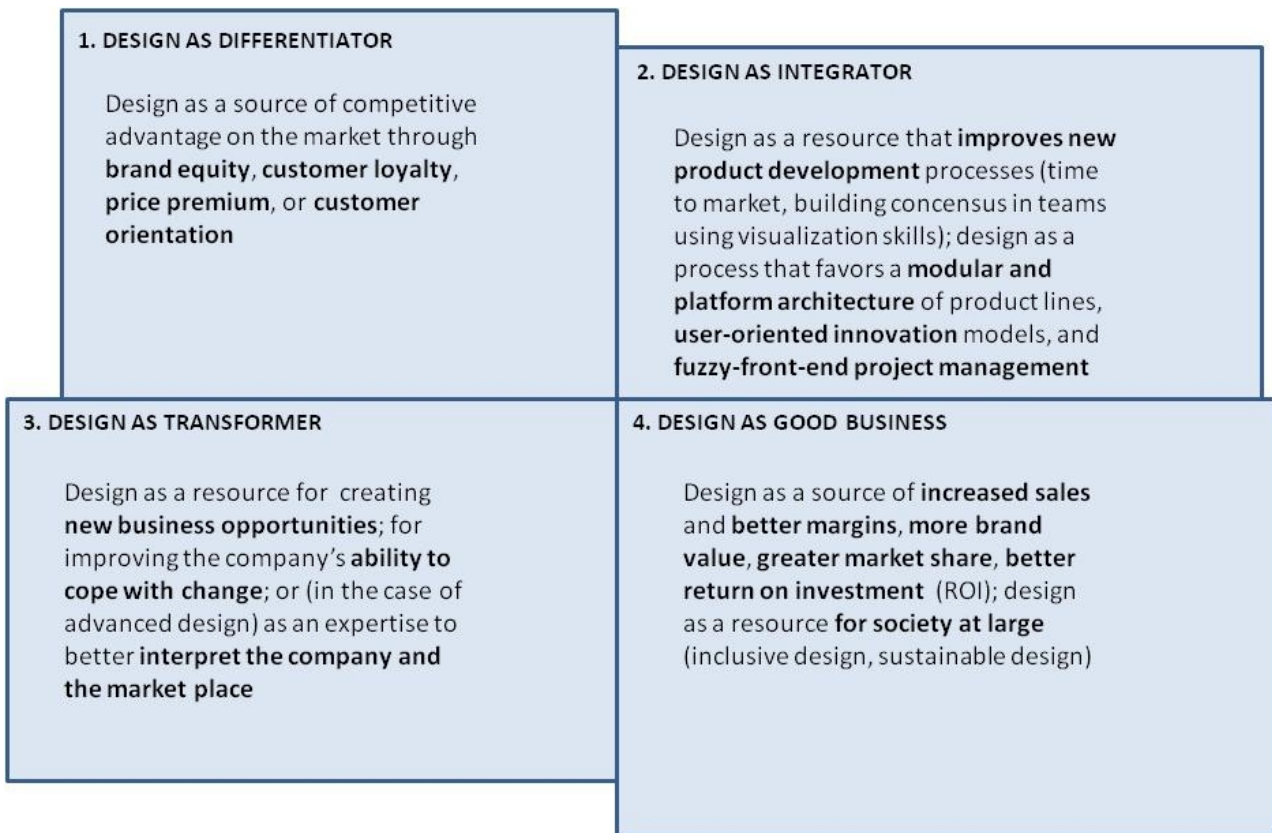 1. DESIGN AS DIFFERENTIATOR
Design as a source of competitive
advantage on the market through
brand equity, customer loyalty,
price premium, or customer
orientation
2. DESIGN AS INTEGRATOR
Design as a resource that improves new
product development processes (time
to market, building concensus in teams
using visualization skills); design as a
process that favors a modular and
platform architecture of product lines,
user-oriented innovation models, and
fuzzy-front-end project management
3. DESIGN AS TRANSFORMER
Design as a resource for creating
new business opportunities; for
improving the company’s ability to
cope with change; or (in the case of
advanced design) as an expertise to
better interpret the company and
the market place
4. DESIGN AS GOOD BUSINESS
Design as a source of increased sales
and better margins, more brand
value, greater market share, better
return on investment (ROI); design
as a resource for society at large
(inclusive design, sustainable design)